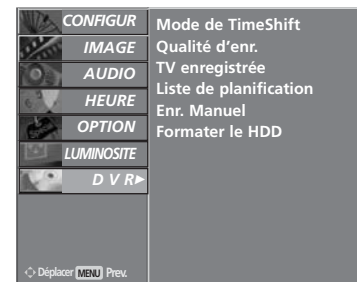 CONFIGUR
IMAGE
AUDIO
HEURE
OPTION
LUMINOSITE
D V R
Mode de TimeShift
Qualité d'enr.
TV enregistrée
Liste de planification
Enr. Manuel
Formater le HDD
Déplacer MENU Prev.